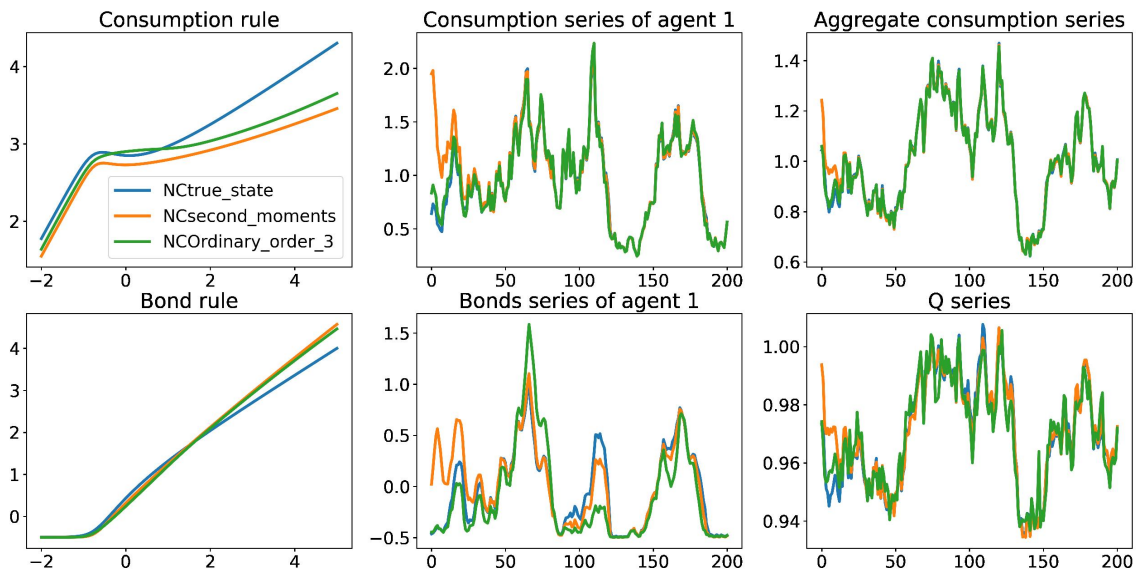 Consumption rule
4
3
2
−2 0 2 4
NCtrue_state
NCsecond_moments
NCOrdinary_order_3
Consumption series of agent 1
2.0
1.5
1.0
0.5
0 50 100 150 200
Aggregate consumption series
1.4
1.2
1.0
0.8
0.6
0 50 100 150 200
Bond rule
4
3
2
1
0
−2 0 2 4
Bonds series of agent 1
1.5
1.0
0.5
0.0
−0.5
0 50 100 150 200
Q series
1.00
0.98
0.96
0.94
0 50 100 150 200